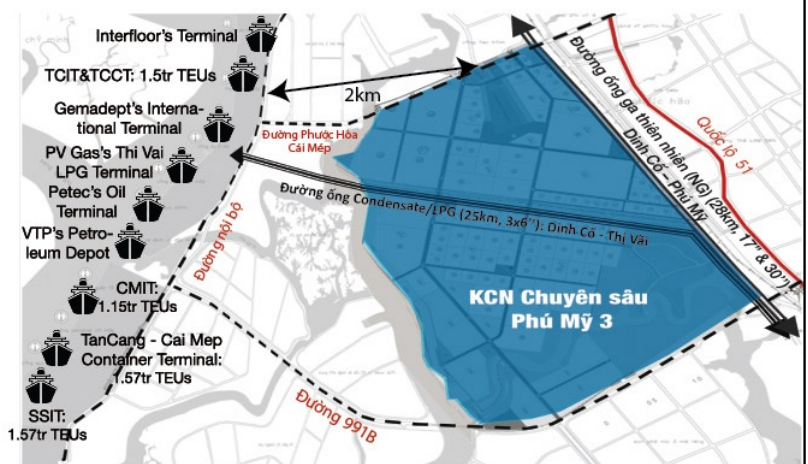 Interfloor's Terminal
TCIT&TCCT: 1.5tr TEUs
Gemadept's Interna-
tional Terminal
PV Gas's Thi Vai
LPG Terminal
Petec's Oil
Terminal
VTP's Petro-
leum Depot
CMIT:
1.15tr TEUs
TanCang - Cai Mep
Container Terminal:
1.57tr TEUs
SSIT:
1.57tr TEUs
2km
Đường Phước Hòa
Cái Mép
Đường nội bộ
Đường ống Condensate/LPG (25km, 3x6''): Dinh Cố - Thị Vải
Đường ống ga thiên nhiên (NG) (28km, 17'' & 30'')
Dinh Cố - Phú Mỹ
Quốc lộ 51
KCN Chuyên sâu
Phú Mỹ 3
Đường 991B